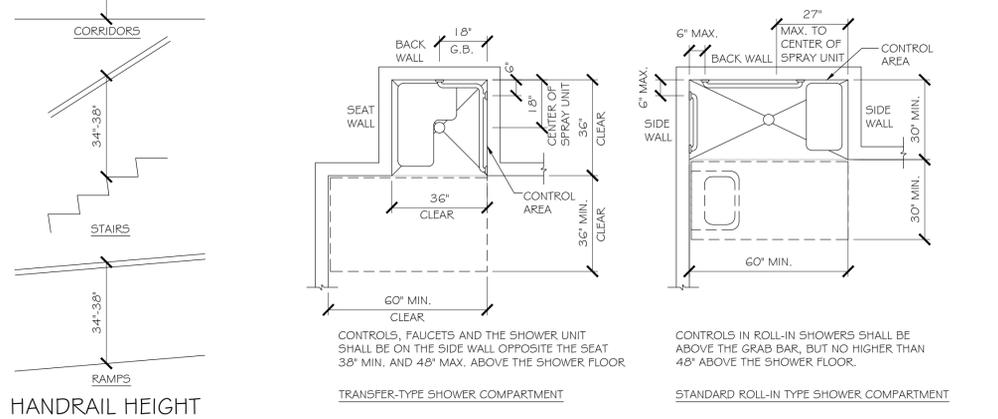 CORRIDORS
34"-38"
STAIRS
34"-38"
RAMPS
HANDRAIL HEIGHT
BACK
WALL
18"
G.B.
6"
18"
CENTER OF
SPRAY UNIT
36"
CLEAR
SEAT
WALL
36"
CLEAR
CONTROL
AREA
36" MIN.
CLEAR
60" MIN.
CLEAR
CONTROLS, FAUCETS AND THE SHOWER UNIT
SHALL BE ON THE SIDE WALL OPPOSITE THE SEAT
38" MIN. AND 48" MAX. ABOVE THE SHOWER FLOOR
TRANSFER-TYPE SHOWER COMPARTMENT
6" MAX.
27"
MAX. TO
CENTER OF
SPRAY UNIT
BACK WALL
CONTROL
AREA
6" MAX.
SIDE
WALL
SIDE
WALL
30" MIN.
30" MIN.
60" MIN.
CONTROLS IN ROLL-IN SHOWERS SHALL BE
ABOVE THE GRAB BAR, BUT NO HIGHER THAN
48" ABOVE THE SHOWER FLOOR.
STANDARD ROLL-IN TYPE SHOWER COMPARTMENT